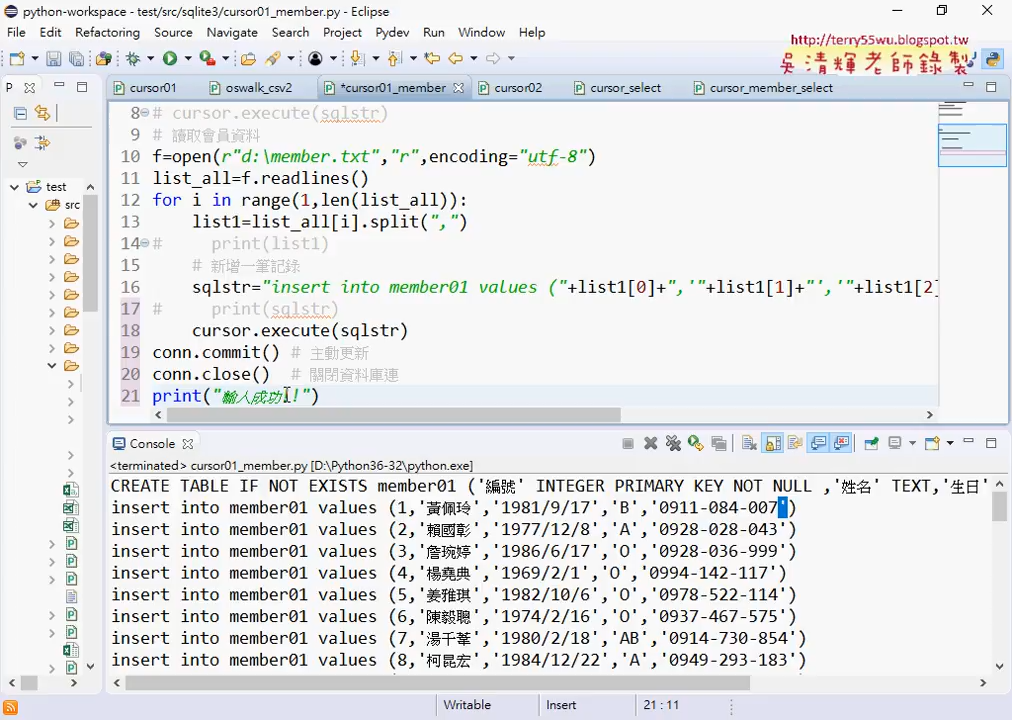 python-workspace - test/src/sqlite3/cursor01_member.py - Eclipse
File Edit Refactoring Source Navigate Search Project Pydev Run Window Help
http://terry55wu.blogspot.tw
吳清輝老師錄製
P
cursor01 oswalk_csv2 *cursor01_member cursor02 cursor_select cursor_member_select
8 # cursor.execute(sqlstr)
9 # 讀取會員資料
10 f=open(r"d:\member.txt","r",encoding="utf-8")
11 list_all=f.readlines()
12 for i in range(1,len(list_all)):
13 list1=list_all[i].split(",")
14 # print(list1)
15 # 新增一筆記錄
16 sqlstr="insert into member01 values ("+list1[0]+",'"+list1[1]+"','"+list1[2]
17 # print(sqlstr)
18 cursor.execute(sqlstr)
19 conn.commit() # 主動更新
20 conn.close() # 關閉資料庫連
21 print("輸入成功!!")
test
src
Console
<terminated> cursor01_member.py [D:\Python36-32\python.exe]
CREATE TABLE IF NOT EXISTS member01 ('編號' INTEGER PRIMARY KEY NOT NULL ,'姓名' TEXT,'生日'
insert into member01 values (1,'黃佩玲','1981/9/17','B','0911-084-007')
insert into member01 values (2,'賴國彰','1977/12/8','A','0928-028-043')
insert into member01 values (3,'詹琬婷','1986/6/17','O','0928-036-999')
insert into member01 values (4,'楊堯典','1969/2/1','O','0994-142-117')
insert into member01 values (5,'姜雅琪','1982/10/6','O','0978-522-114')
insert into member01 values (6,'陳毅聰','1974/2/16','O','0937-467-575')
insert into member01 values (7,'湯千峯','1980/2/18','AB','0914-730-854')
insert into member01 values (8,'柯昆宏','1984/12/22','A','0949-293-183')
Writable Insert 21 : 11